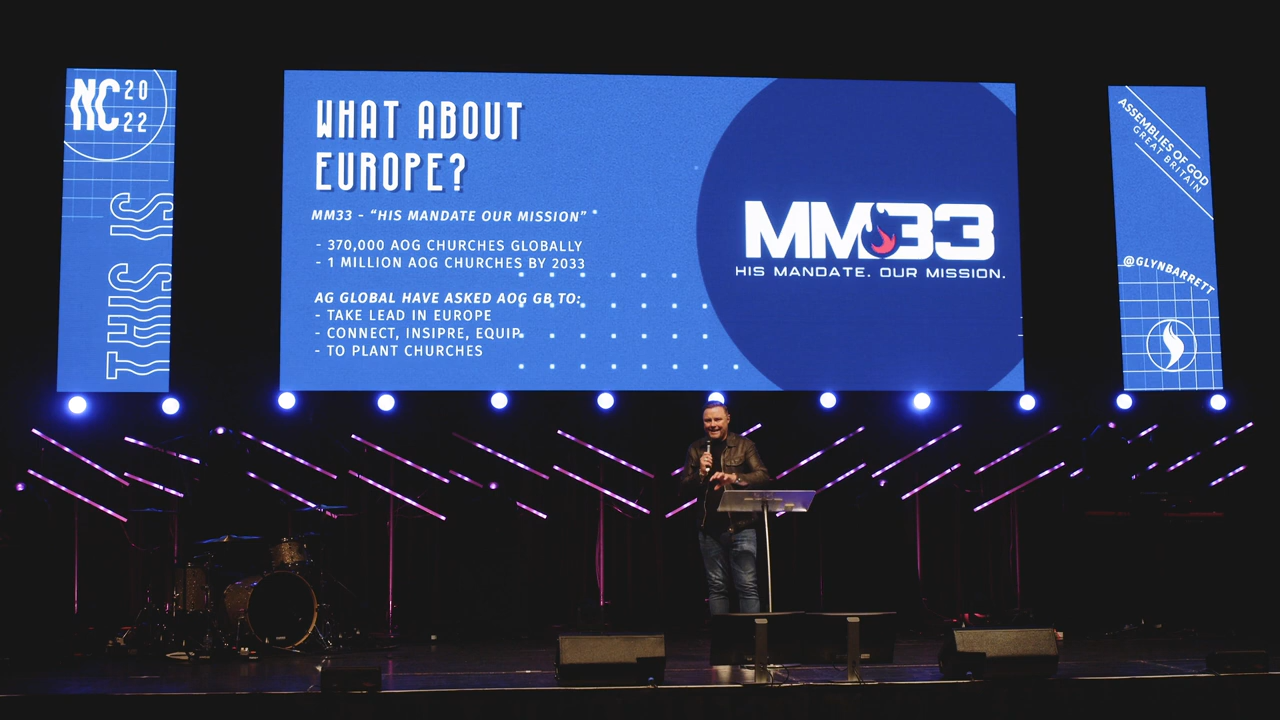 NC 20
22
THIS IS
WHAT ABOUT
EUROPE?
MM33 - "HIS MANDATE OUR MISSION"
- 370,000 AOG CHURCHES GLOBALLY
- 1 MILLION AOG CHURCHES BY 2033
AG GLOBAL HAVE ASKED AOG GB TO:
- TAKE LEAD IN EUROPE
- CONNECT, INSIPRE, EQUIP
- TO PLANT CHURCHES
MM33
HIS MANDATE. OUR MISSION.
ASSEMBLIES OF GOD
GREAT BRITAIN
@GLYNBARRETT